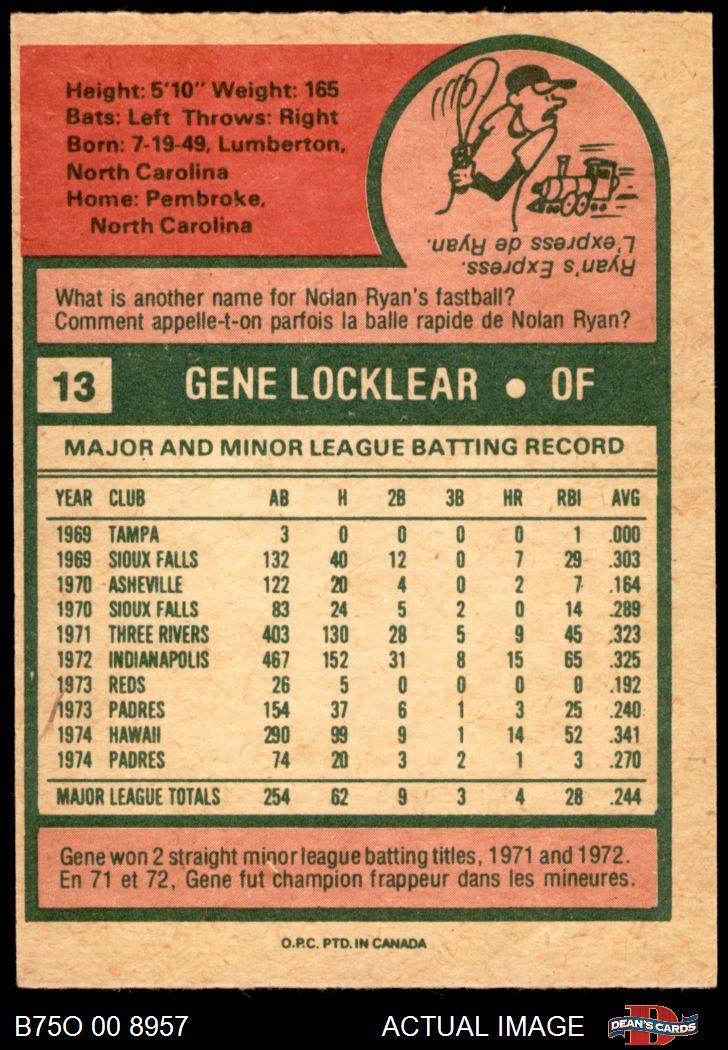 Height: 5'10" Weight: 165
Bats: Left Throws: Right
Born: 7-19-49, Lumberton,
North Carolina
Home: Pembroke,
North Carolina
Ryan's Express.
L'express de Ryan.
What is another name for Nolan Ryan's fastball?
Comment appelle-t-on parfois la balle rapide de Nolan Ryan?
13 GENE LOCKLEAR • OF
MAJOR AND MINOR LEAGUE BATTING RECORD
YEAR CLUB AB H 2B 3B HR RBI AVG
1969 TAMPA 3 0 0 0 0 1 .000
1969 SIOUX FALLS 132 40 12 0 7 29 .303
1970 ASHEVILLE 122 20 4 0 2 7 .164
1970 SIOUX FALLS 83 24 5 2 0 14 .289
1971 THREE RIVERS 403 130 28 5 9 45 .323
1972 INDIANAPOLIS 467 152 31 8 15 65 .325
1973 REDS 26 5 0 0 0 0 .192
1973 PADRES 154 37 6 1 3 25 .240
1974 HAWAII 290 99 9 1 14 52 .341
1974 PADRES 74 20 3 2 1 3 .270
MAJOR LEAGUE TOTALS 254 62 9 3 4 28 .244
Gene won 2 straight minor league batting titles, 1971 and 1972.
En 71 et 72, Gene fut champion frappeur dans les mineures.
O.P.C. PTD. IN CANADA
B75O 00 8957 ACTUAL IMAGE D DEAN'S CARDS